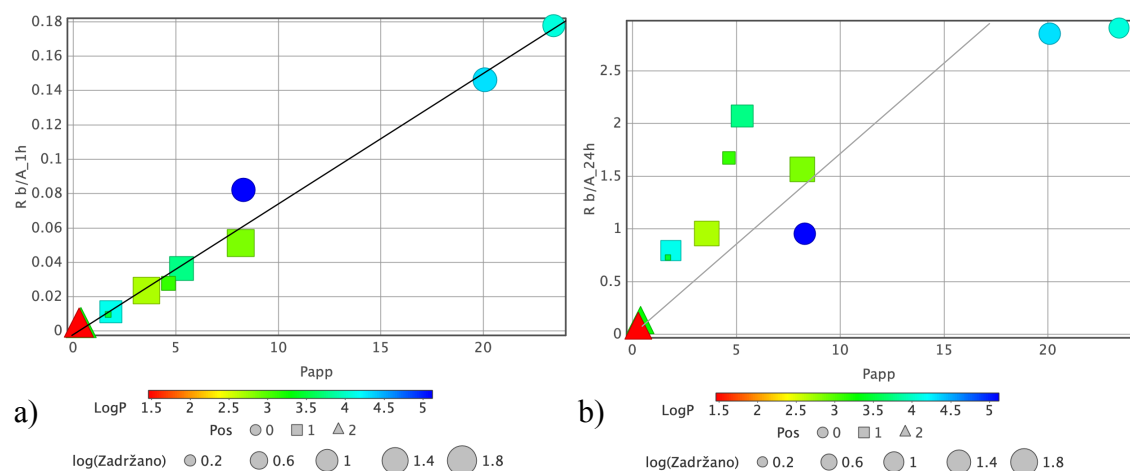 0.18
0.16
0.14
0.12
0.1
0.08
0.06
0.04
0.02
0
R b/A_1h
0 5 10 15 20
Papp
a)
LogP 1.5 2 2.5 3 3.5 4 4.5 5
Pos 0 1 2
log(Zadržano) 0.2 0.6 1 1.4 1.8
2.5
2
1.5
1
0.5
0
R b/A_24h
0 5 10 15 20
Papp
b)
LogP 1.5 2 2.5 3 3.5 4 4.5 5
Pos 0 1 2
log(Zadržano) 0.2 0.6 1 1.4 1.8